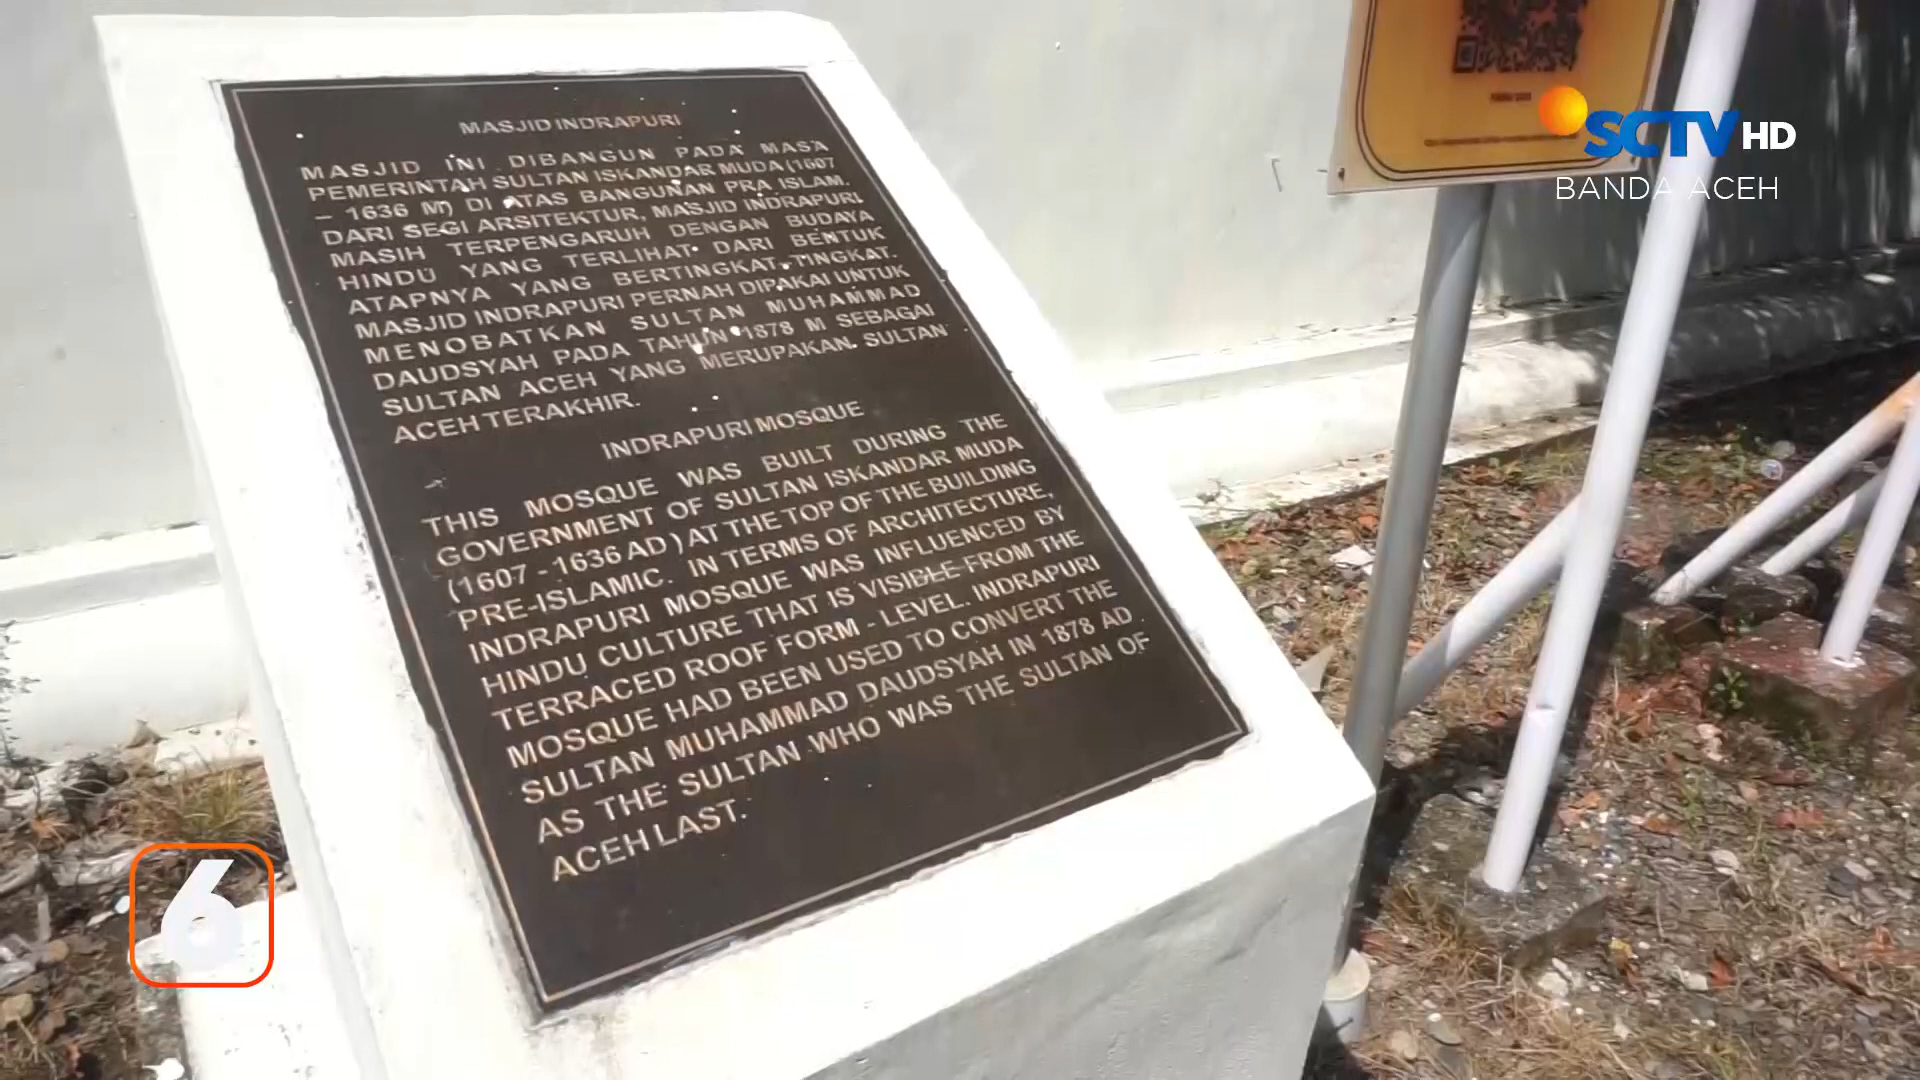 MASJID INDRAPURI
MASJID INI DIBANGUN PADA MASA
PEMERINTAH SULTAN ISKANDAR MUDA (1607
– 1636 M) DI ATAS BANGUNAN PRA ISLAM.
DARI SEGI ARSITEKTUR, MASJID INDRAPURI
MASIH TERPENGARUH DENGAN BUDAYA
HINDU YANG TERLIHAT DARI BENTUK
ATAPNYA YANG BERTINGKAT-TINGKAT.
MASJID INDRAPURI PERNAH DIPAKAI UNTUK
MENOBATKAN SULTAN MUHAMMAD
DAUDSYAH PADA TAHUN 1878 M SEBAGAI
SULTAN ACEH YANG MERUPAKAN SULTAN
ACEH TERAKHIR.
INDRAPURI MOSQUE
THIS MOSQUE WAS BUILT DURING THE
GOVERNMENT OF SULTAN ISKANDAR MUDA
(1607 - 1636 AD ) AT THE TOP OF THE BUILDING
PRE-ISLAMIC. IN TERMS OF ARCHITECTURE,
INDRAPURI MOSQUE WAS INFLUENCED BY
HINDU CULTURE THAT IS VISIBLE FROM THE
TERRACED ROOF FORM - LEVEL. INDRAPURI
MOSQUE HAD BEEN USED TO CONVERT THE
SULTAN MUHAMMAD DAUDSYAH IN 1878 AD
AS THE SULTAN WHO WAS THE SULTAN OF
ACEH LAST.
SCTV HD
BANDA ACEH
6